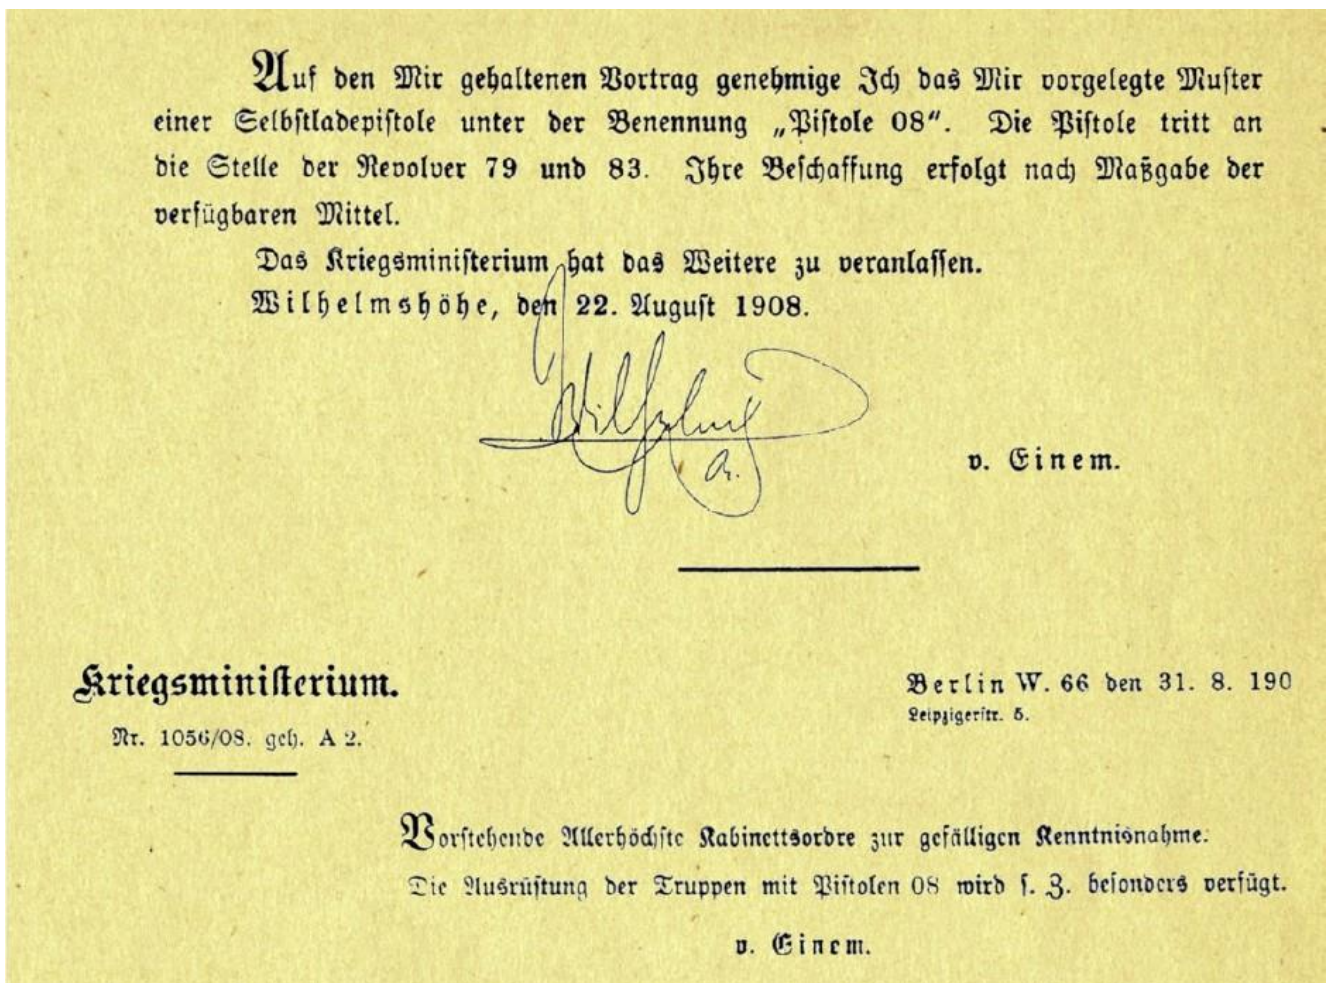 Auf den Mir gehaltenen Vortrag genehmige Ich das Mir vorgelegte Muster
einer Selbstladepistole unter der Benennung „Pistole 08“. Die Pistole tritt an
die Stelle der Revolver 79 und 83. Ihre Beschaffung erfolgt nach Maßgabe der
verfügbaren Mittel.
Das Kriegsministerium hat das Weitere zu veranlassen.
Wilhelmshöhe, den 22. August 1908.
Wilhelm
v. Einem.
Kriegsministerium.
Nr. 1056/08. geh. A 2.
Berlin W. 66 den 31. 8. 190
Leipzigerstr. 5.
Vorstehende Allerhöchste Kabinettsordre zur gefälligen Kenntnisnahme.
Die Ausrüstung der Truppen mit Pistolen 08 wird s. Z. besonders verfügt.
v. Einem.